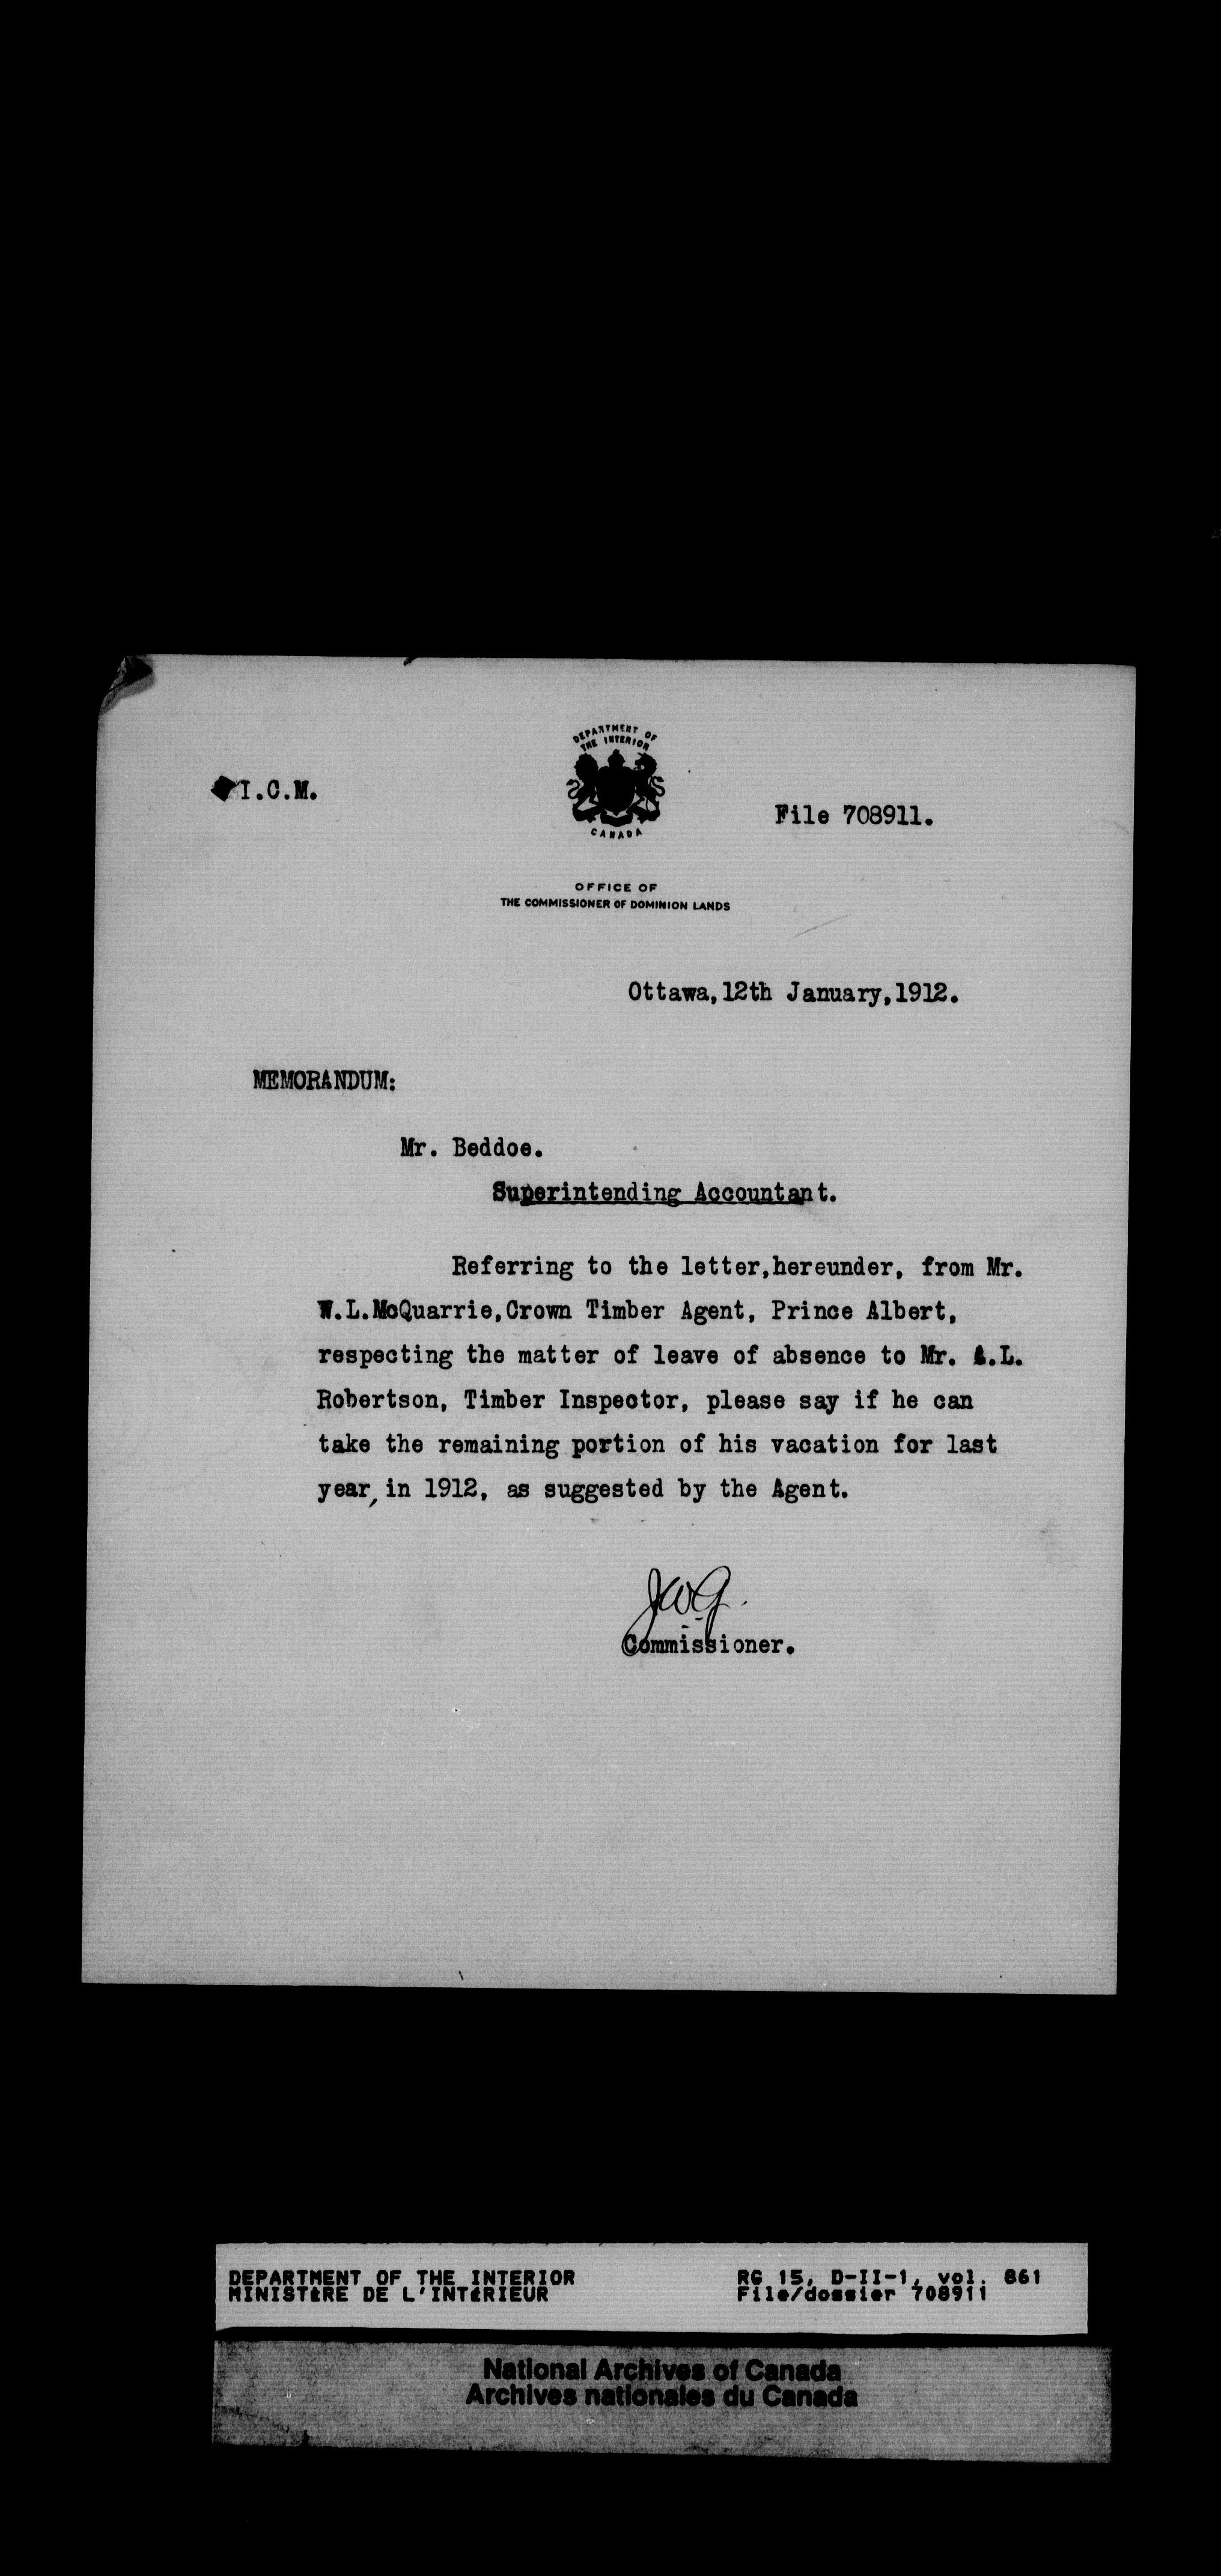 DEPARTMENT OF
THE INTERIOR
CANADA
I.C.M.
File 708911.
OFFICE OF
THE COMMISSIONER OF DOMINION LANDS
Ottawa,12th January,1912.
MEMORANDUM:
Mr. Beddoe.
Superintending Accountant.
Referring to the letter,hereunder, from Mr.
W.L.McQuarrie,Crown Timber Agent, Prince Albert,
respecting the matter of leave of absence to Mr. A.L.
Robertson, Timber Inspector, please say if he can
take the remaining portion of his vacation for last
year, in 1912, as suggested by the Agent.
JWG.
Commissioner.
DEPARTMENT OF THE INTERIOR
MINISTÈRE DE L'INTÉRIEUR
RG 15, D-II-1, vol. 861
File/dossier 708911
National Archives of Canada
Archives nationales du Canada